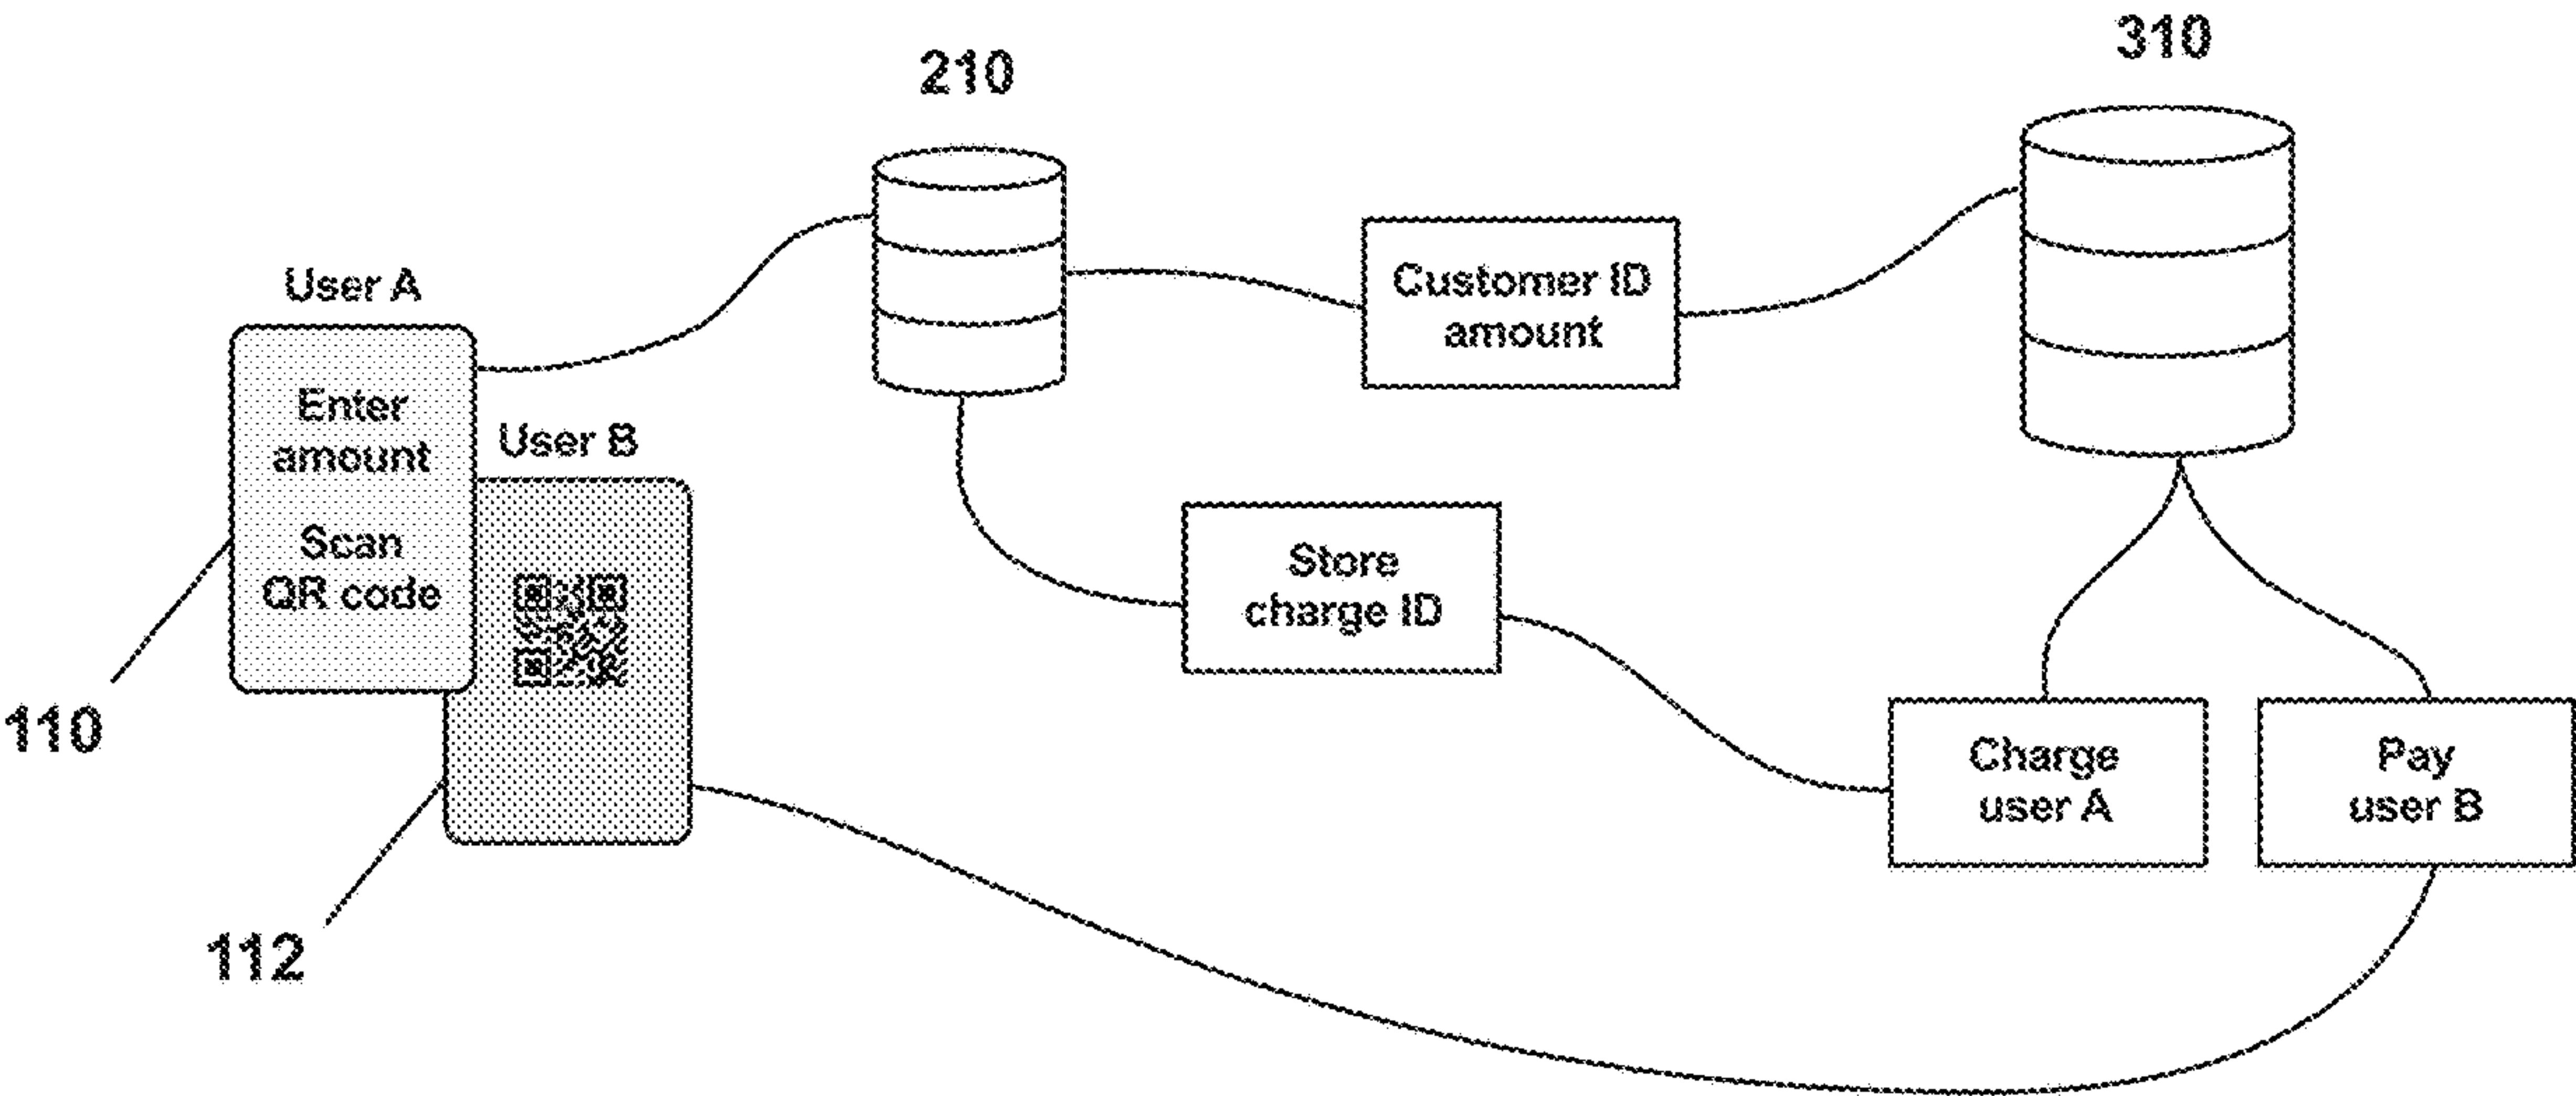 310
210
User A
Customer ID
amount
Enter
amount
User B
Scan
QR code
Store
charge ID
110
Charge
user A
Pay
user B
112